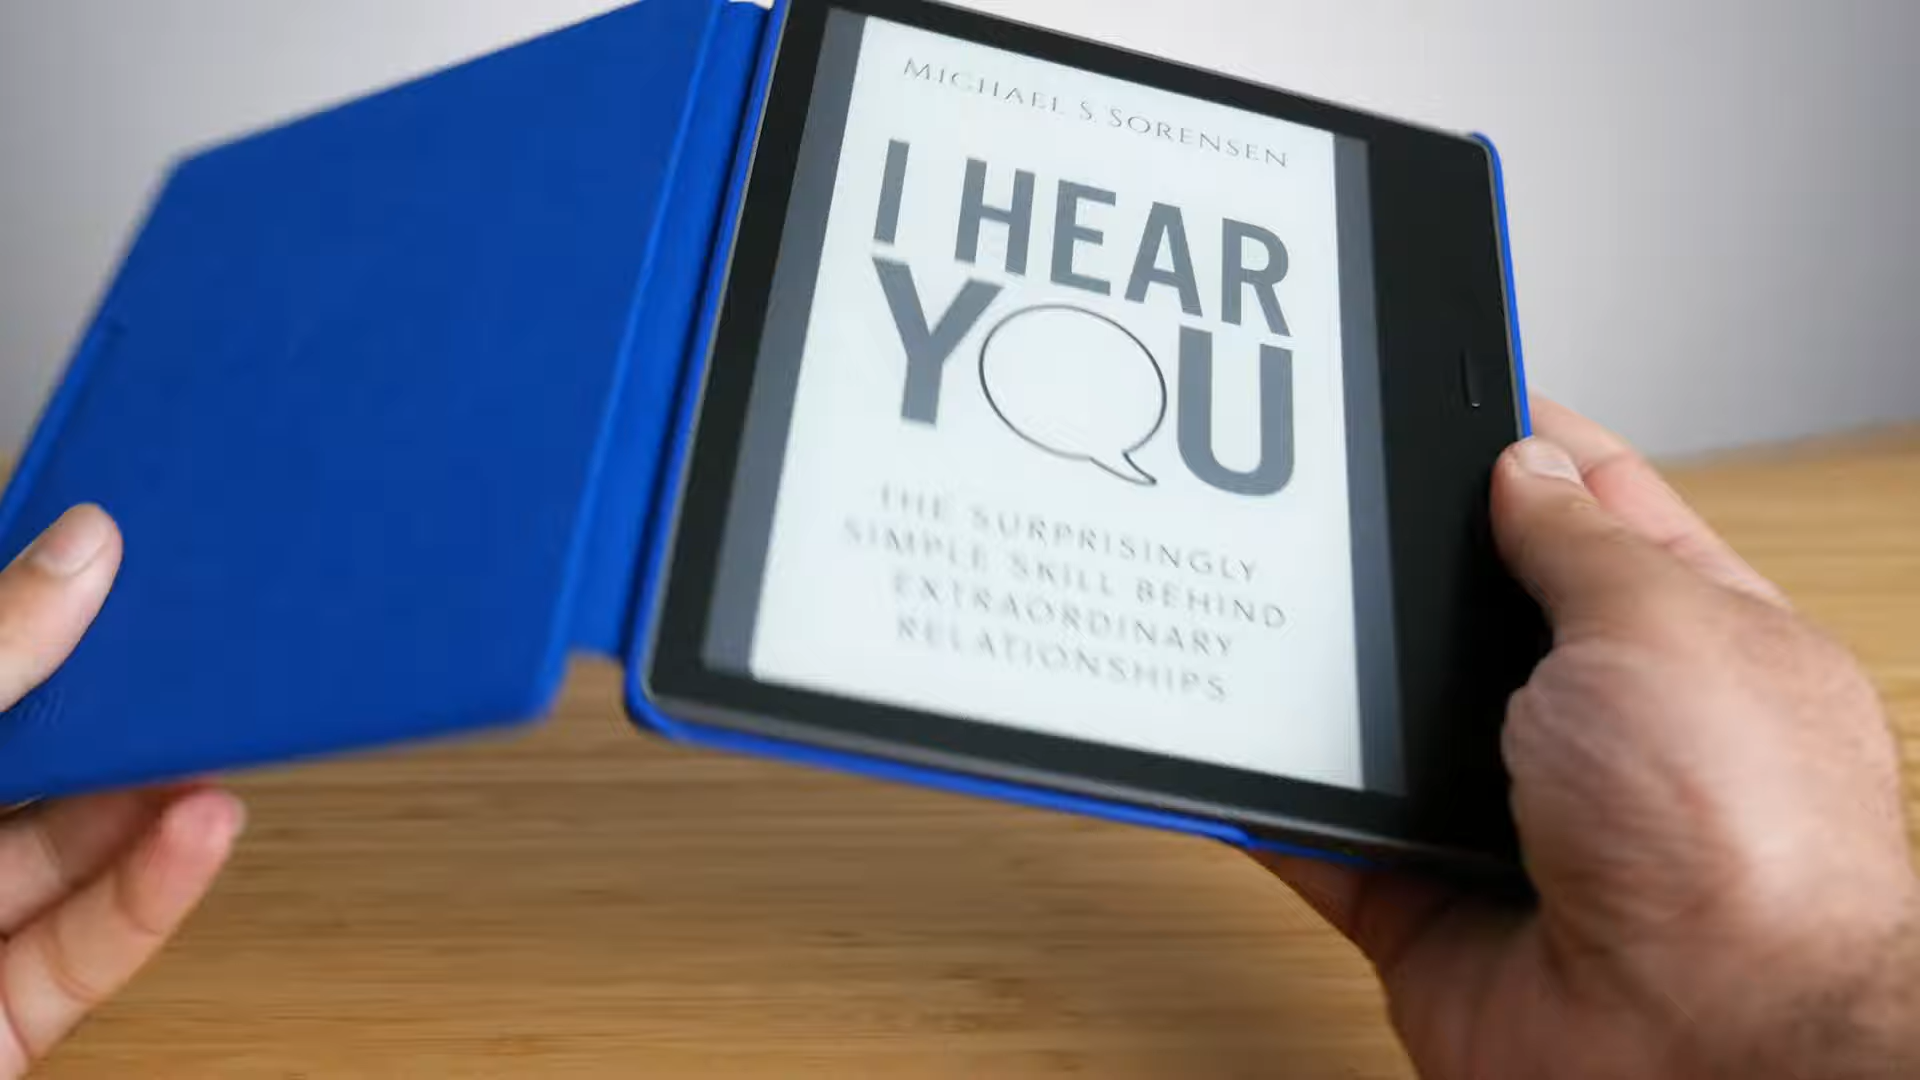 MICHAEL S. SORENSEN
I HEAR
YOU
THE SURPRISINGLY
SIMPLE SKILL BEHIND
EXTRAORDINARY
RELATIONSHIPS